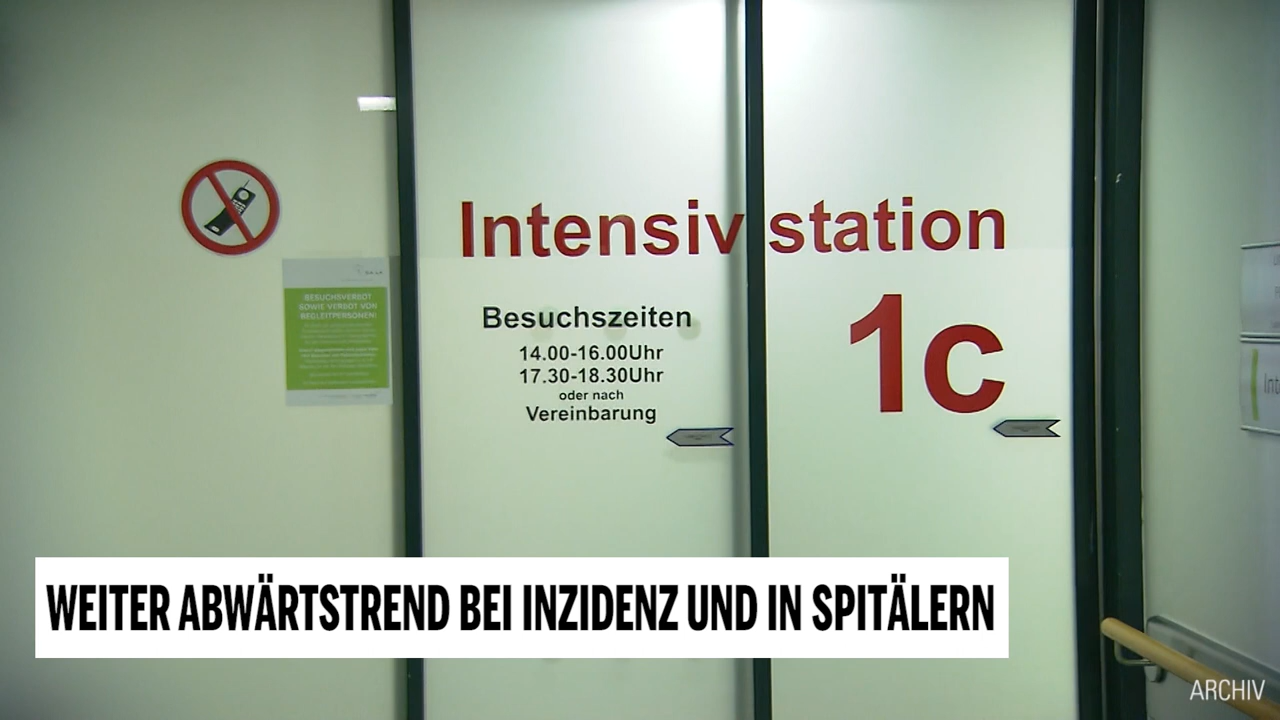 Intensivstation
1c
Besuchszeiten
14.00-16.00Uhr
17.30-18.30Uhr
oder nach
Vereinbarung
BESUCHSVERBOT
SOWIE VERBOT VON
BEGLEITPERSONEN!
Int
WEITER ABWÄRTSTREND BEI INZIDENZ UND IN SPITÄLERN
ARCHIV